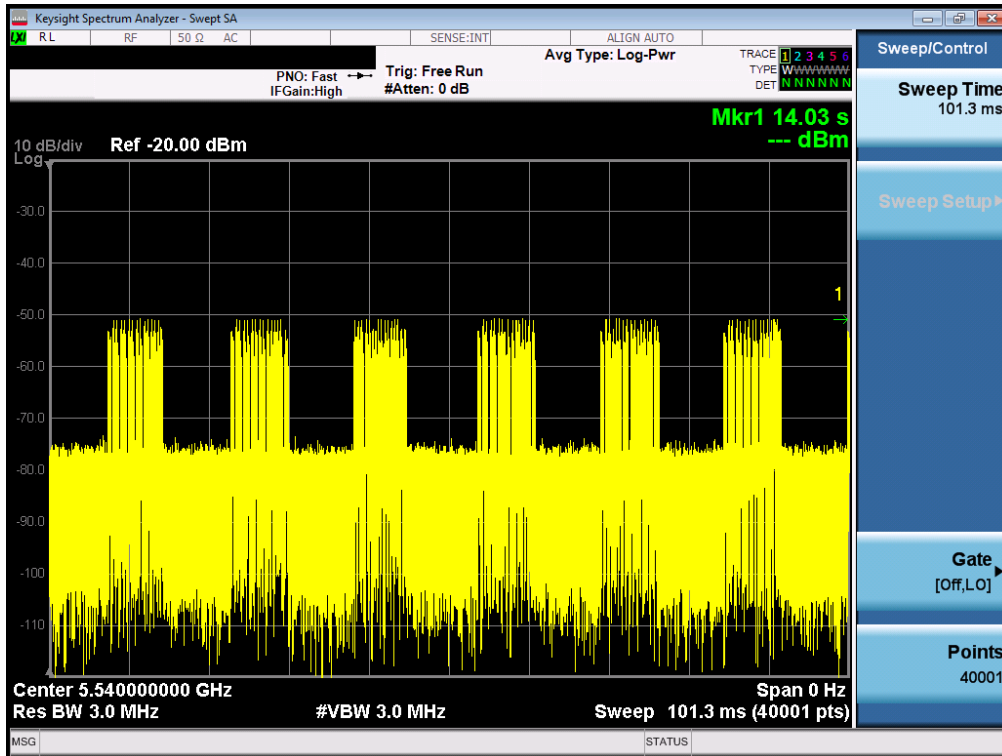 Keysight Spectrum Analyzer - Swept SA
LXI RL RF 50 Ω AC SENSE:INT ALIGN AUTO
Avg Type: Log-Pwr
PNO: Fast
IFGain:High
Trig: Free Run
#Atten: 0 dB
TRACE 1 2 3 4 5 6
TYPE WWWWWW
DET N N N N N N
Mkr1 14.03 s
--- dBm
10 dB/div
Log
Ref -20.00 dBm
-30.0
-40.0
-50.0
-60.0
-70.0
-80.0
-90.0
-100
-110
1
Center 5.540000000 GHz
Span 0 Hz
Res BW 3.0 MHz
#VBW 3.0 MHz
Sweep 101.3 ms (40001 pts)
MSG
STATUS
Sweep/Control
Sweep Time
101.3 ms
Sweep Setup
Gate
[Off,LO]
Points
40001